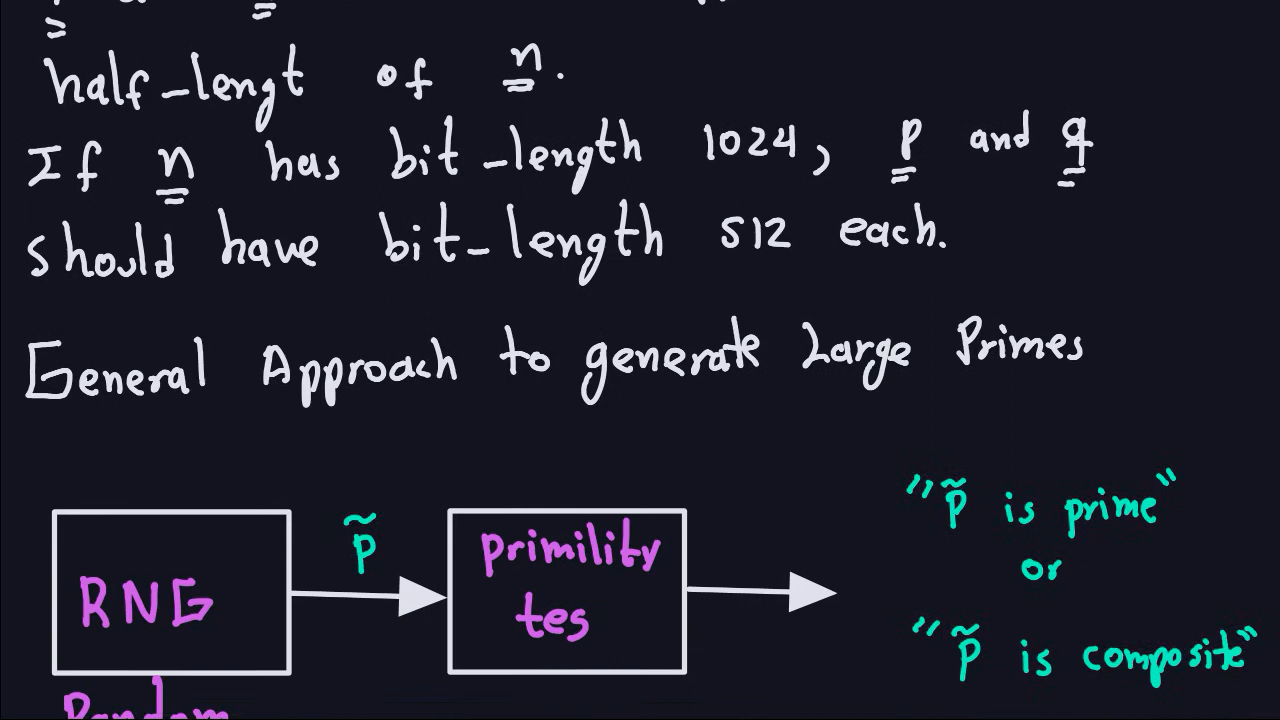 half-lengt of n.
If n has bit-length 1024, p and q
should have bit-length 512 each.
General Approach to generate Large Primes
RNG
p̃
primility
tes
"p̃ is prime"
or
"p̃ is composite"
Random